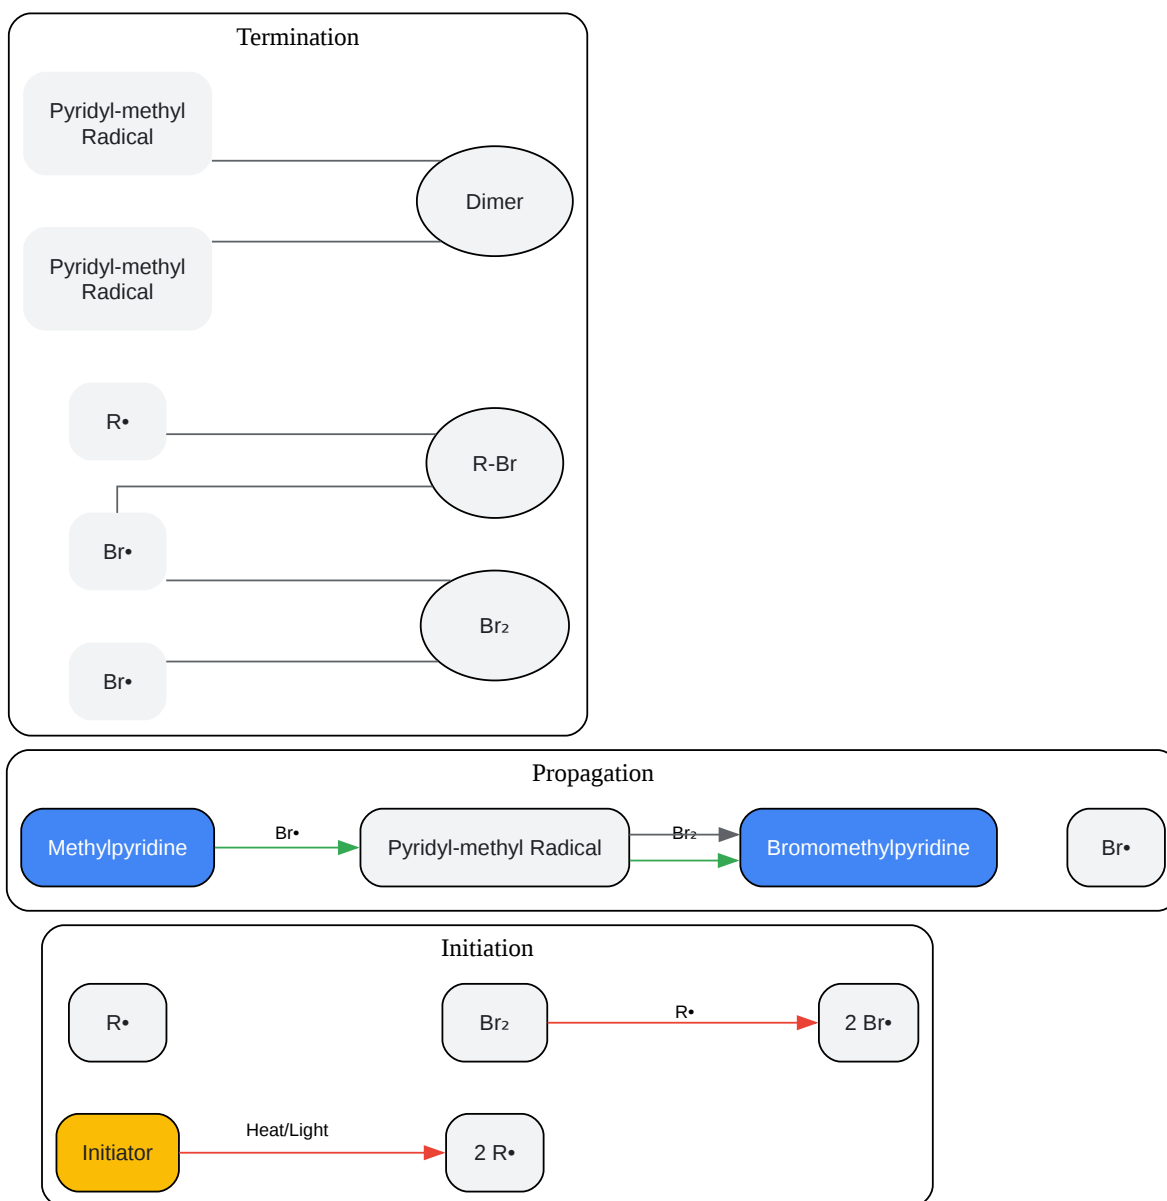 Termination
Pyridyl-methyl
Radical
Dimer
Pyridyl-methyl
Radical
R•
R-Br
Br•
Br₂
Br•
Propagation
Methylpyridine
Br•
Pyridyl-methyl Radical
Br₂
Bromomethylpyridine
Br•
Initiation
R•
Br₂
R•
2 Br•
Initiator
Heat/Light
2 R•